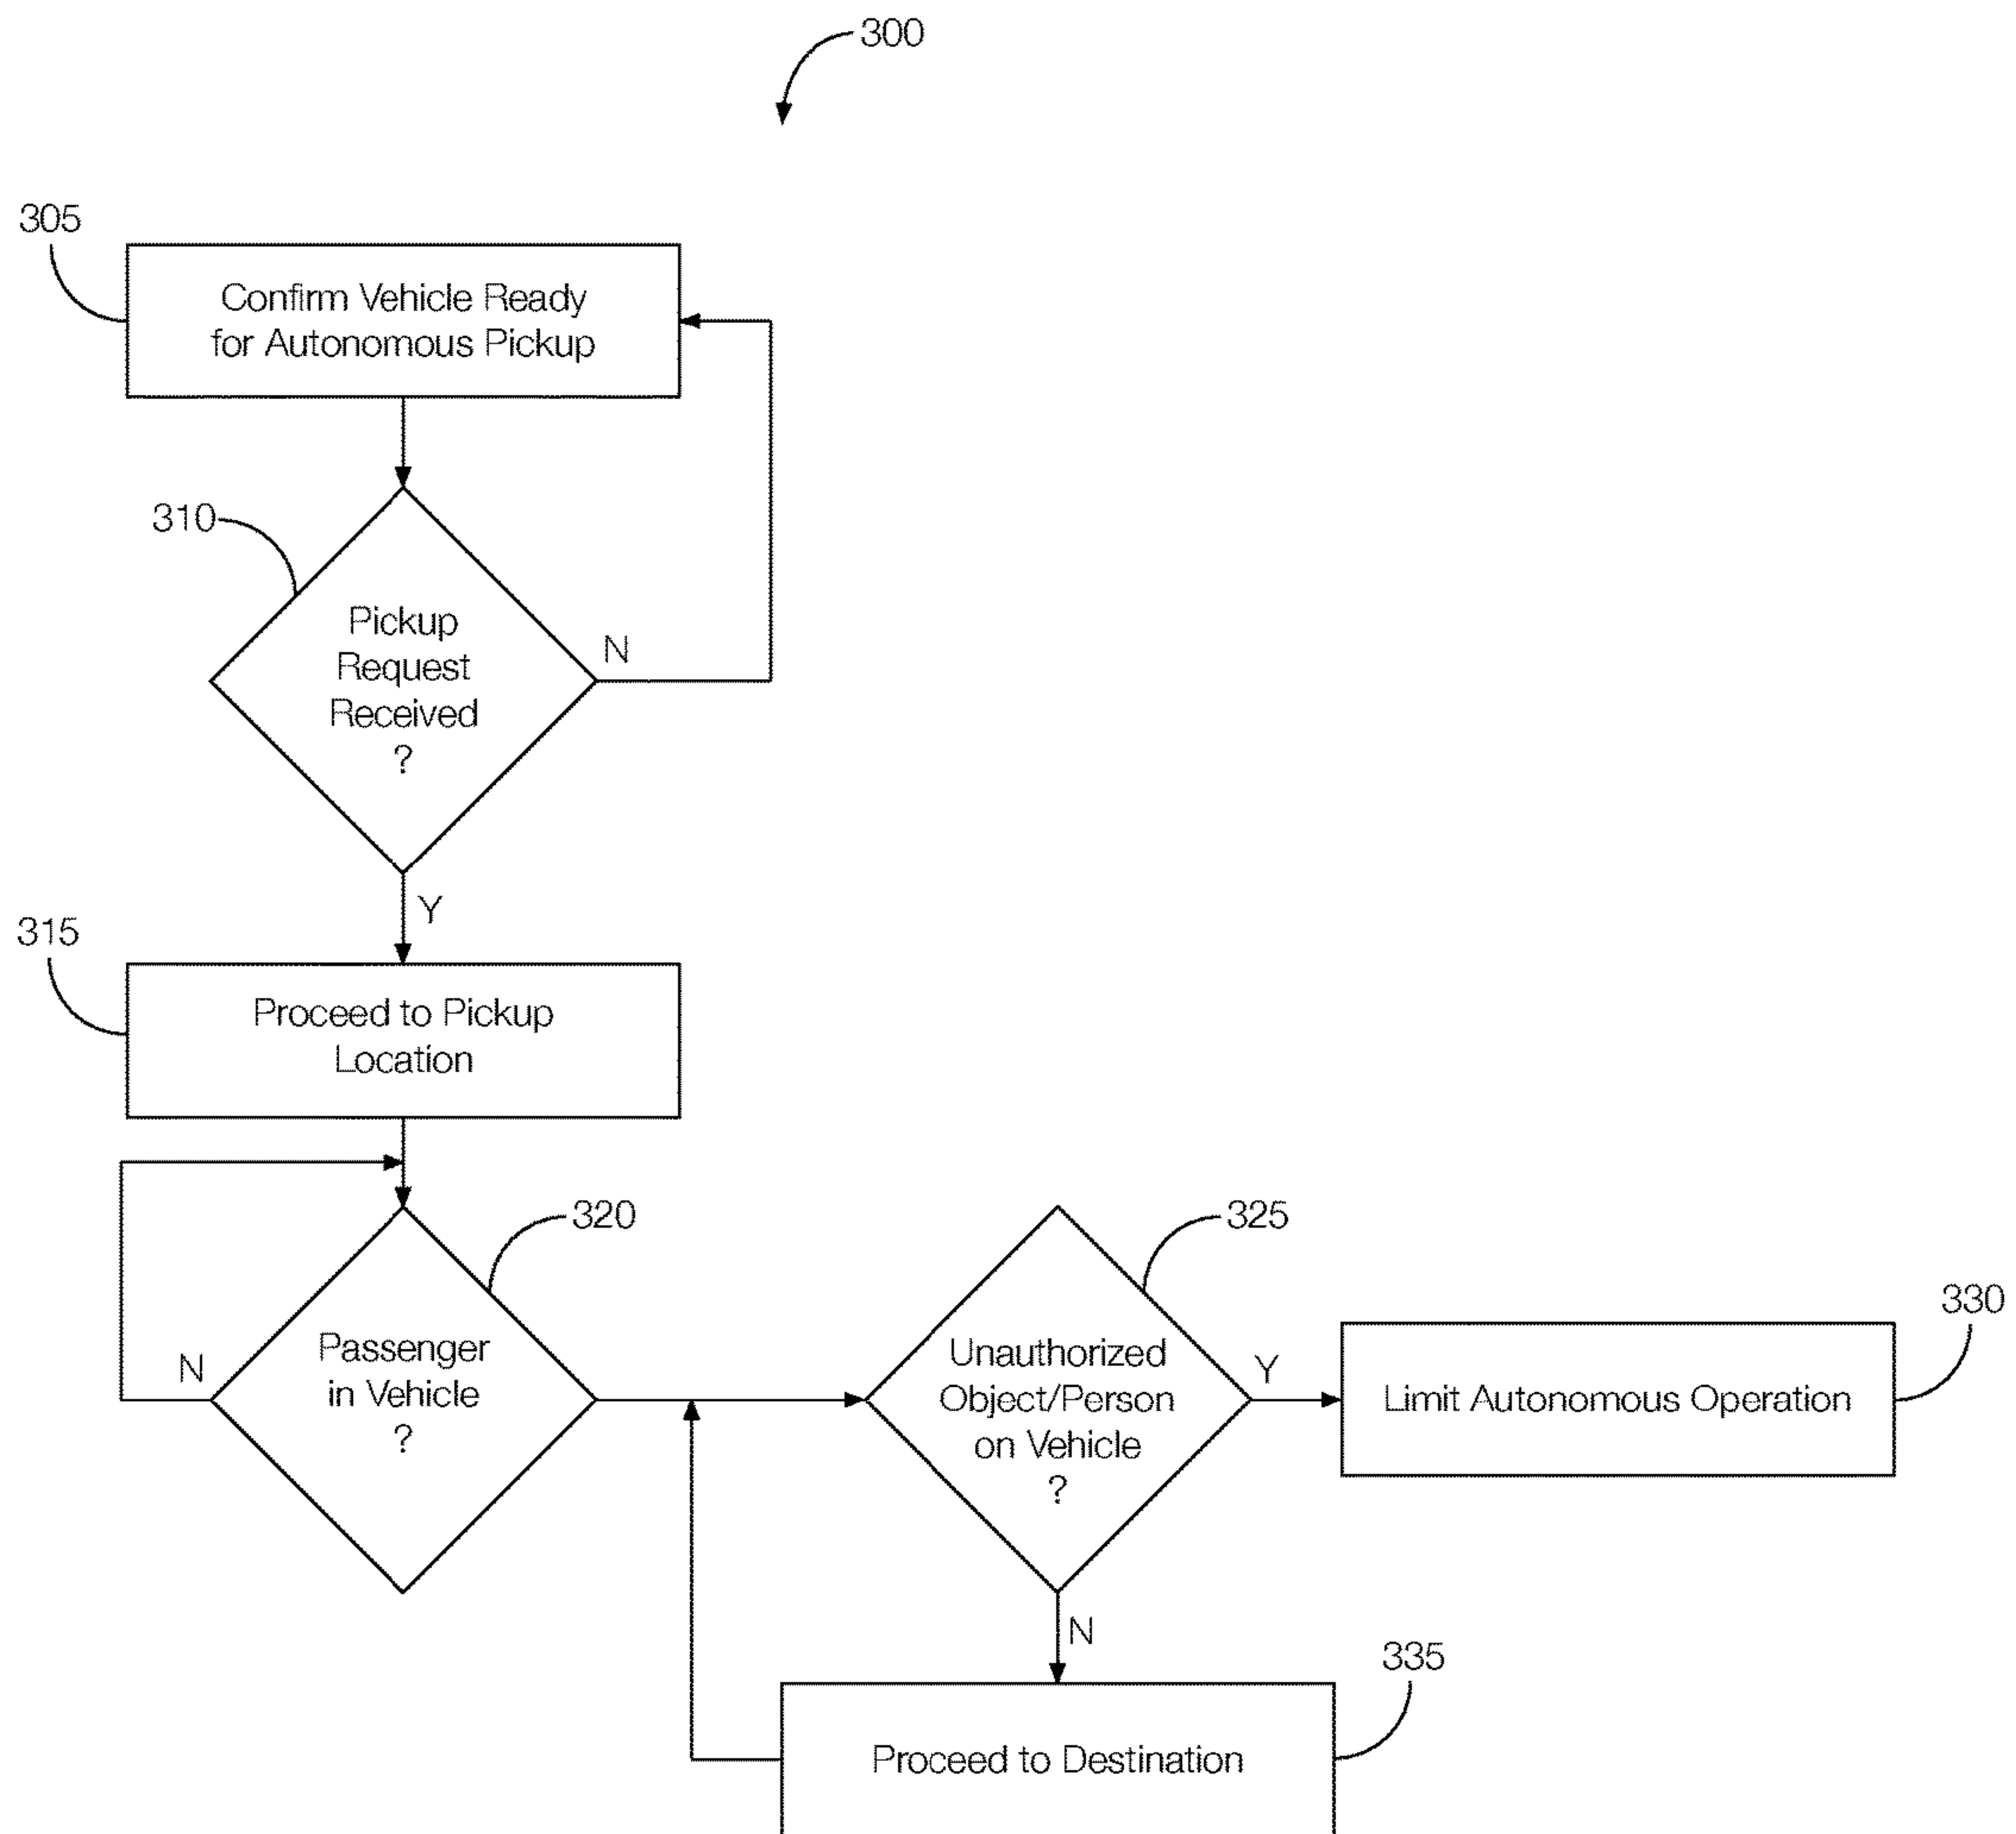 300
305
Confirm Vehicle Ready
for Autonomous Pickup
310
Pickup
Request
Received
?
N
Y
315
Proceed to Pickup
Location
320
Passenger
in Vehicle
?
N
325
Unauthorized
Object/Person
on Vehicle
?
Y
330
Limit Autonomous Operation
N
335
Proceed to Destination